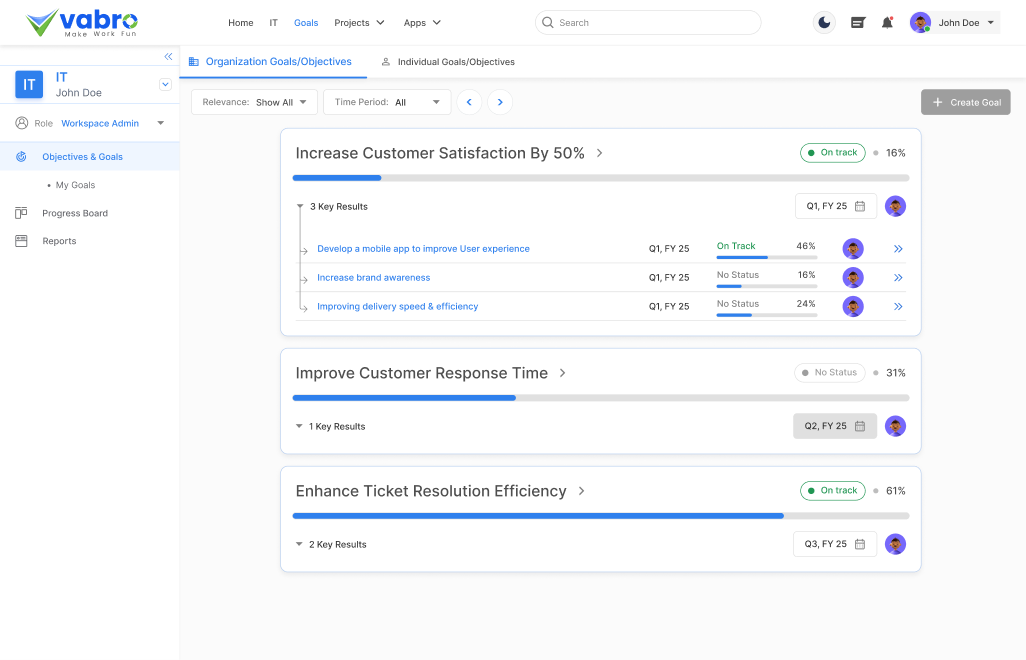 vabro
Make Work Fun
Home IT Goals Projects Apps
Search
John Doe
IT
IT
John Doe
Role Workspace Admin
Objectives & Goals
• My Goals
Progress Board
Reports
Organization Goals/Objectives
Individual Goals/Objectives
Relevance: Show All
Time Period: All
+ Create Goal
Increase Customer Satisfaction By 50%
On track
16%
3 Key Results
Q1, FY 25
Develop a mobile app to improve User experience Q1, FY 25 On Track 46%
Increase brand awareness Q1, FY 25 No Status 16%
Improving delivery speed & efficiency Q1, FY 25 No Status 24%
Improve Customer Response Time
No Status
31%
1 Key Results
Q2, FY 25
Enhance Ticket Resolution Efficiency
On track
61%
2 Key Results
Q3, FY 25